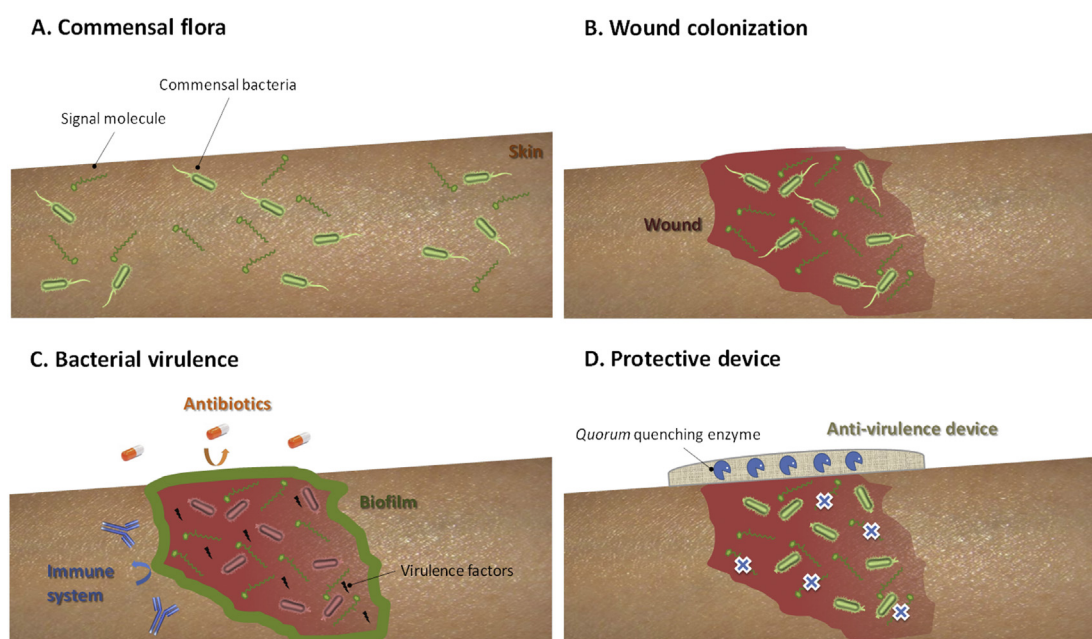 A. Commensal flora
Commensal bacteria
Signal molecule
Skin
B. Wound colonization
Wound
C. Bacterial virulence
Antibiotics
Biofilm
Immune
system
Virulence factors
D. Protective device
Quorum quenching enzyme
Anti-virulence device